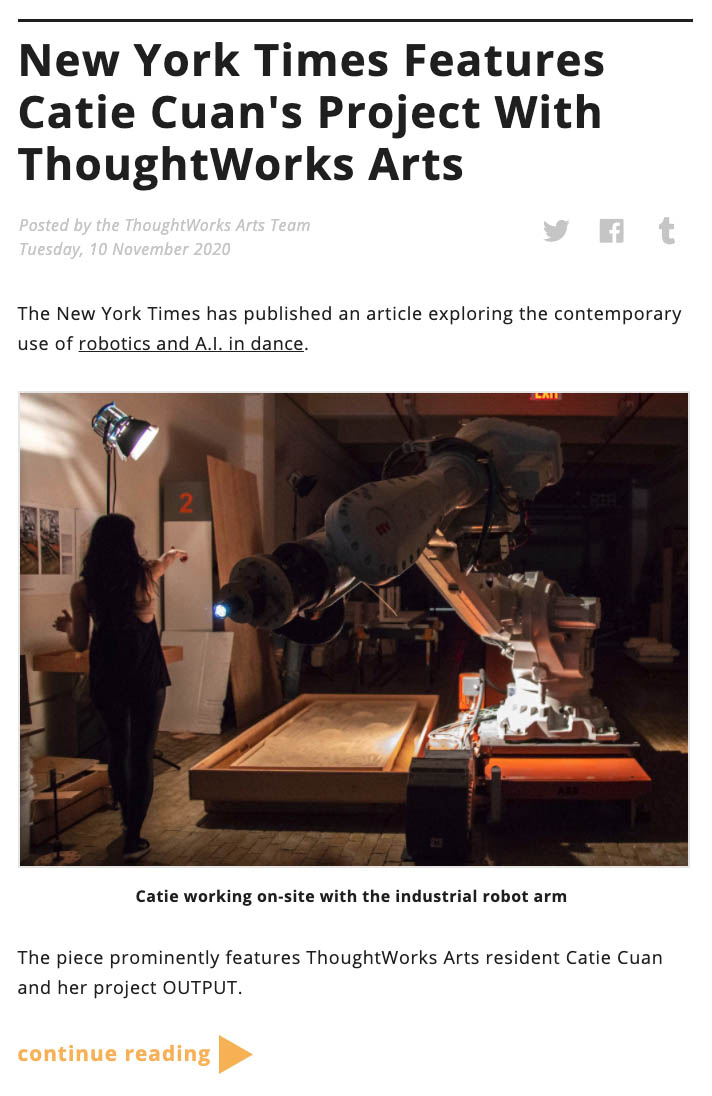 New York Times Features
Catie Cuan's Project With
ThoughtWorks Arts
Posted by the ThoughtWorks Arts Team
Tuesday, 10 November 2020
The New York Times has published an article exploring the contemporary
use of robotics and A.I. in dance.
EXIT
2
ABB
Catie working on-site with the industrial robot arm
The piece prominently features ThoughtWorks Arts resident Catie Cuan
and her project OUTPUT.
continue reading